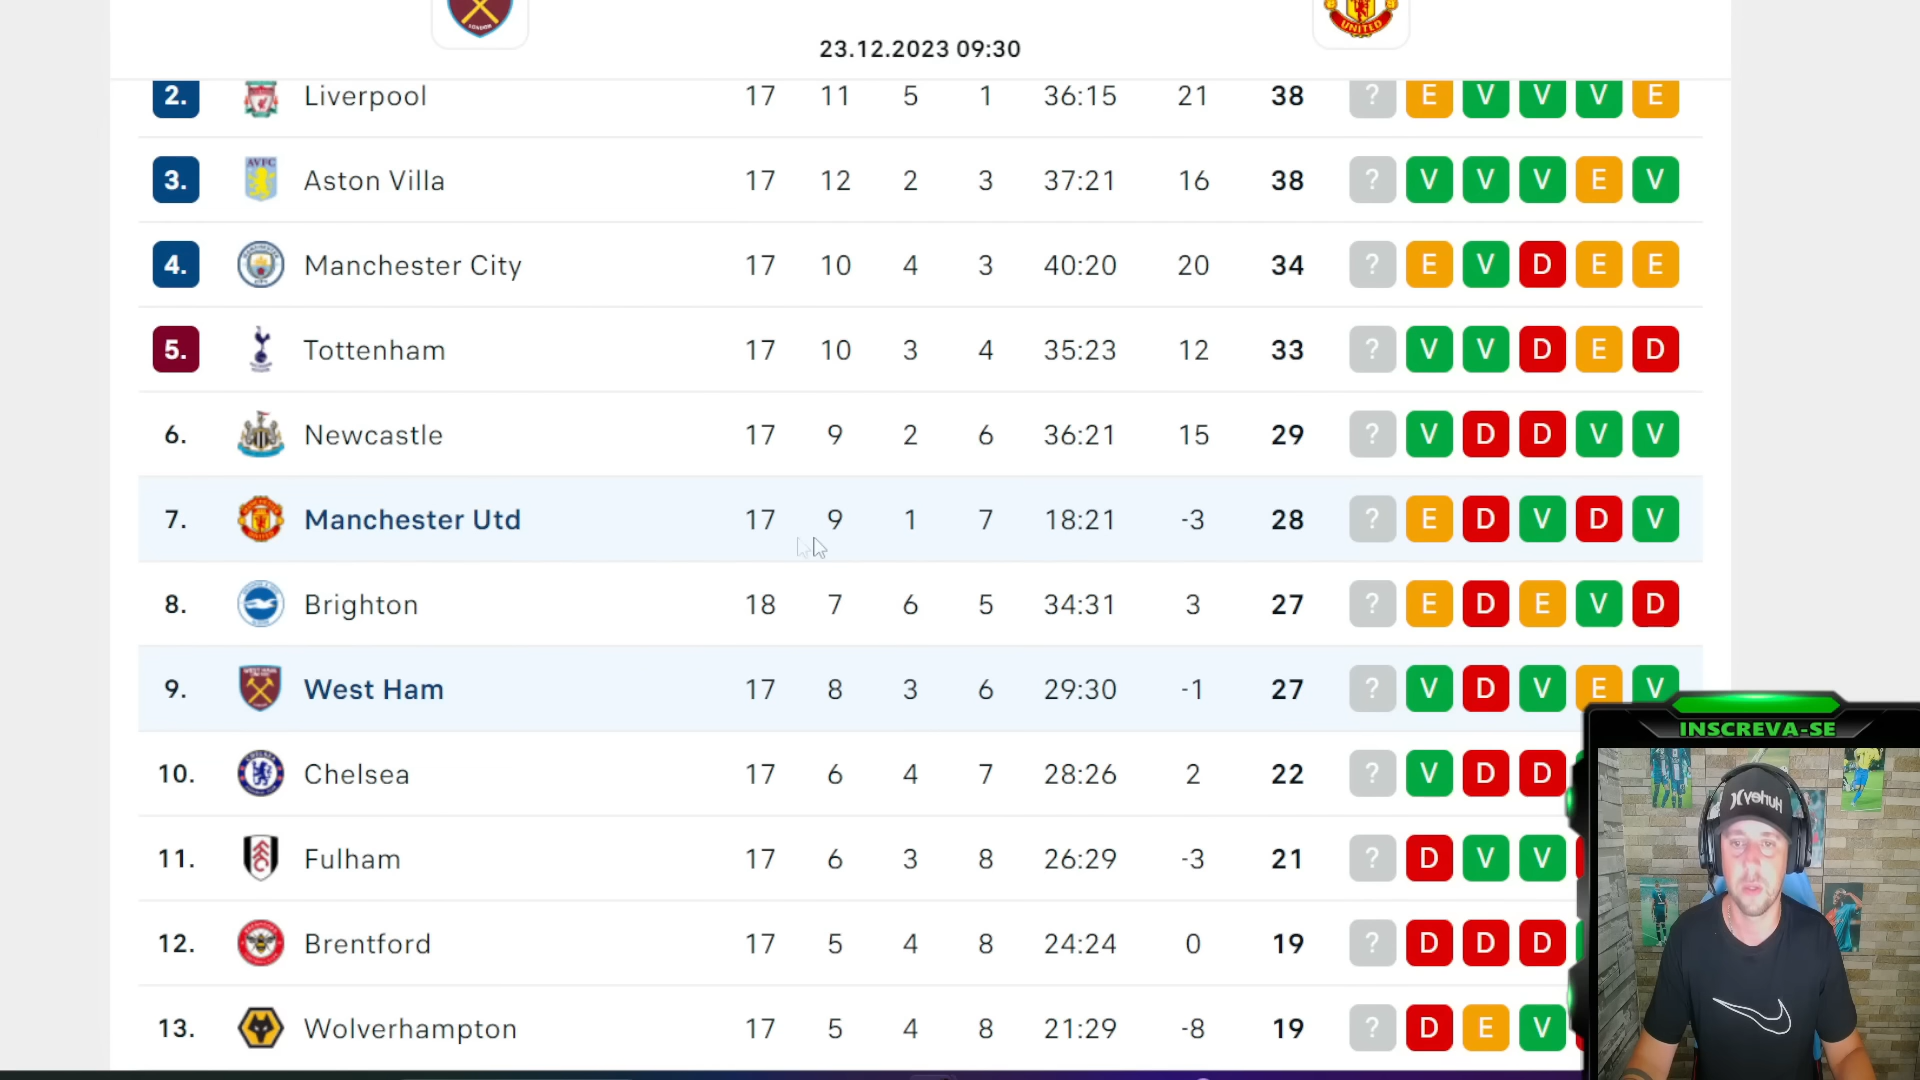 LONDON
UNITED
23.12.2023 09:30
2. Liverpool 17 11 5 1 36:15 21 38 ? E V V V E
AVFC
3. Aston Villa 17 12 2 3 37:21 16 38 ? V V V E V
4. Manchester City 17 10 4 3 40:20 20 34 ? E V D E E
5. Tottenham 17 10 3 4 35:23 12 33 ? V V D E D
6. Newcastle 17 9 2 6 36:21 15 29 ? V D D V V
7. Manchester Utd 17 9 1 7 18:21 -3 28 ? E D V D V
8. Brighton 18 7 6 5 34:31 3 27 ? E D E V D
9. West Ham 17 8 3 6 29:30 -1 27 ? V D V E V
INSCREVA-SE
10. Chelsea 17 6 4 7 28:26 2 22 ? V D D
Hurley
11. Fulham 17 6 3 8 26:29 -3 21 ? D V V
12. Brentford 17 5 4 8 24:24 0 19 ? D D D
13. Wolverhampton 17 5 4 8 21:29 -8 19 ? D E V